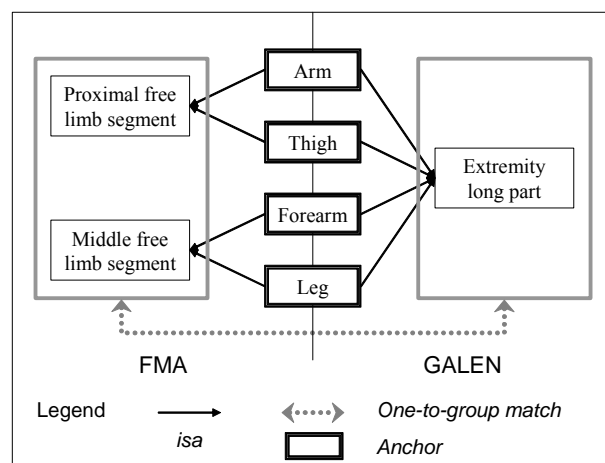 Arm
Proximal free
limb segment
Thigh
Extremity
long part
Forearm
Middle free
limb segment
Leg
FMA
GALEN
Legend
isa
One-to-group match
Anchor